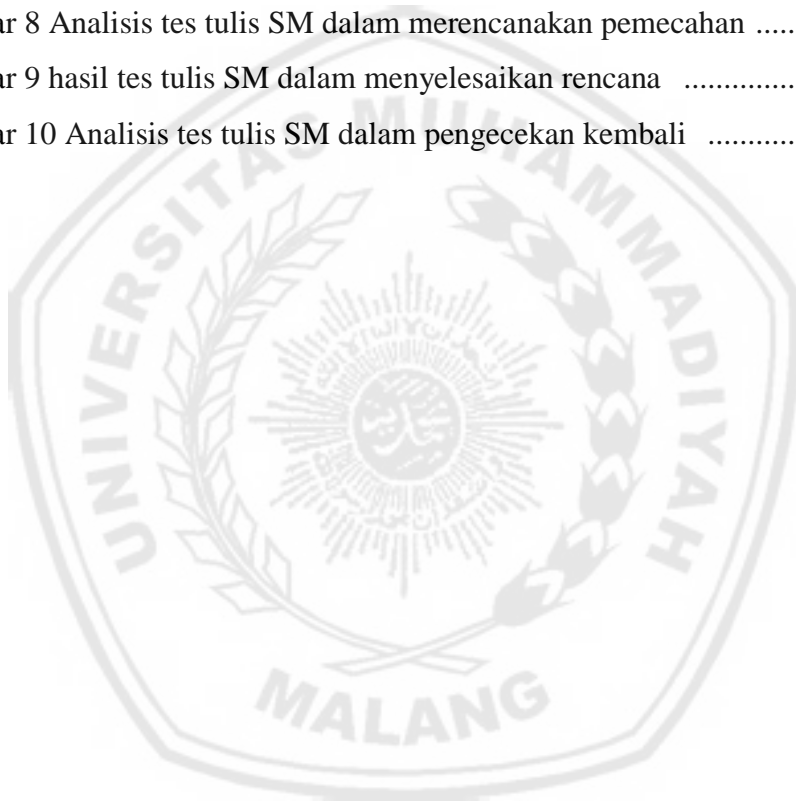 ar 8 Analisis tes tulis SM dalam merencanakan pemecahan .....
ar 9 hasil tes tulis SM dalam menyelesaikan rencana ..............
ar 10 Analisis tes tulis SM dalam pengecekan kembali ...........
UNIVERSITAS MUHAMMADIYAH
MALANG